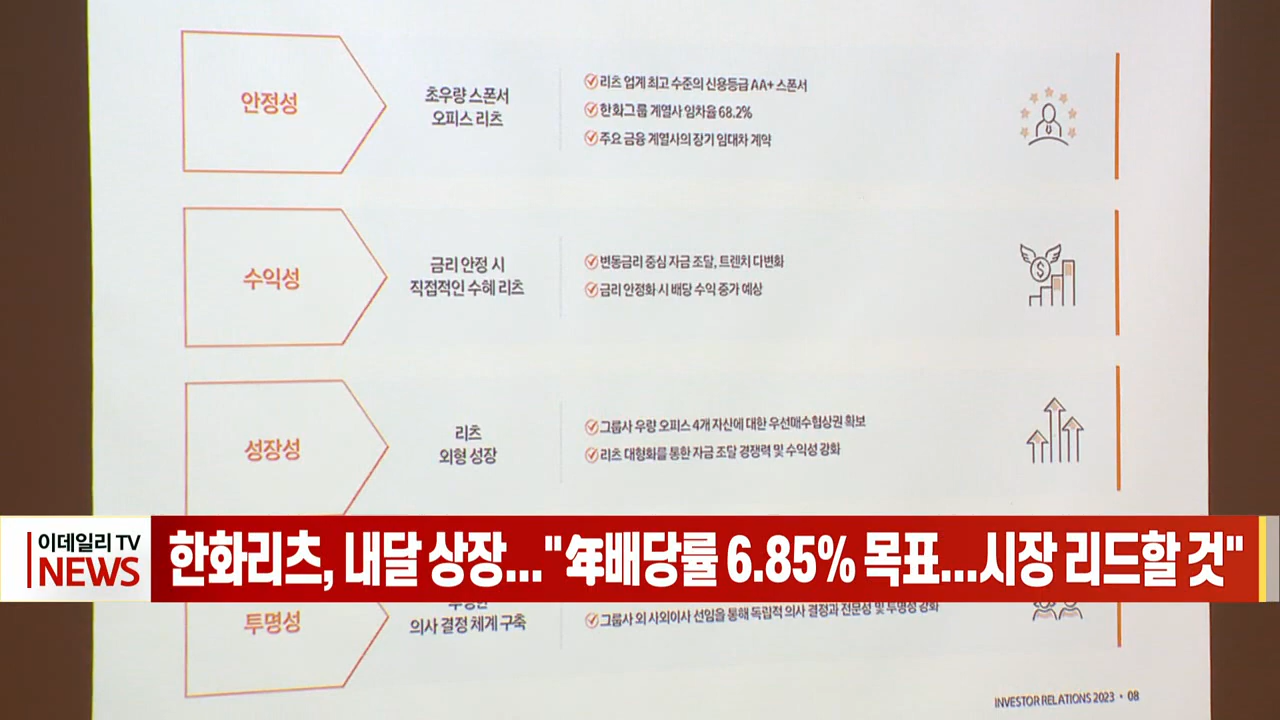 안정성
초우량 스폰서
오피스 리츠
리츠 업계 최고 수준의 신용등급 AA+ 스폰서
한화그룹 계열사 임차율 68.2%
주요 금융 계열사의 장기 임대차 계약
수익성
금리 안정 시
직접적인 수혜 리츠
변동금리 중심 자금 조달, 트렌치 다변화
금리 안정화 시 배당 수익 증가 예상
성장성
리츠
외형 성장
그룹사 우량 오피스 4개 자산에 대한 우선매수협상권 확보
리츠 대형화를 통한 자금 조달 경쟁력 및 수익성 강화
이데일리 TV
NEWS
한화리츠, 내달 상장..."年배당률 6.85% 목표...시장 리드할 것"
투명성
의사 결정 체계 구축
그룹사 외 사외이사 선임을 통해 독립적 의사 결정과 전문성 및 투명성 강화
INVESTOR RELATIONS 2023 • 08